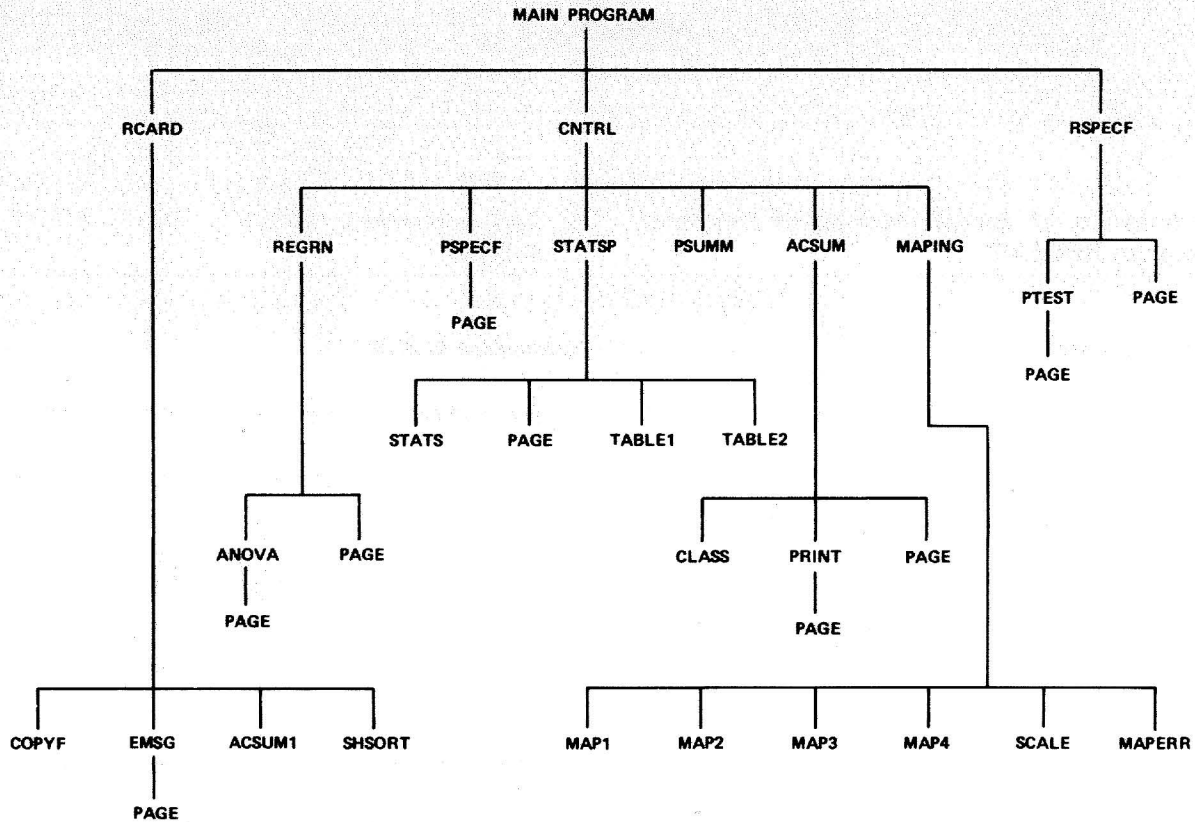 MAIN PROGRAM
RCARD CNTRL RSPECF
REGRN PSPECF STATSP PSUMM ACSUM MAPING
PTEST PAGE
PAGE
PAGE
STATS PAGE TABLE1 TABLE2
ANOVA PAGE CLASS PRINT PAGE
PAGE PAGE
COPYF EMSG ACSUM1 SHSORT MAP1 MAP2 MAP3 MAP4 SCALE MAPERR
PAGE